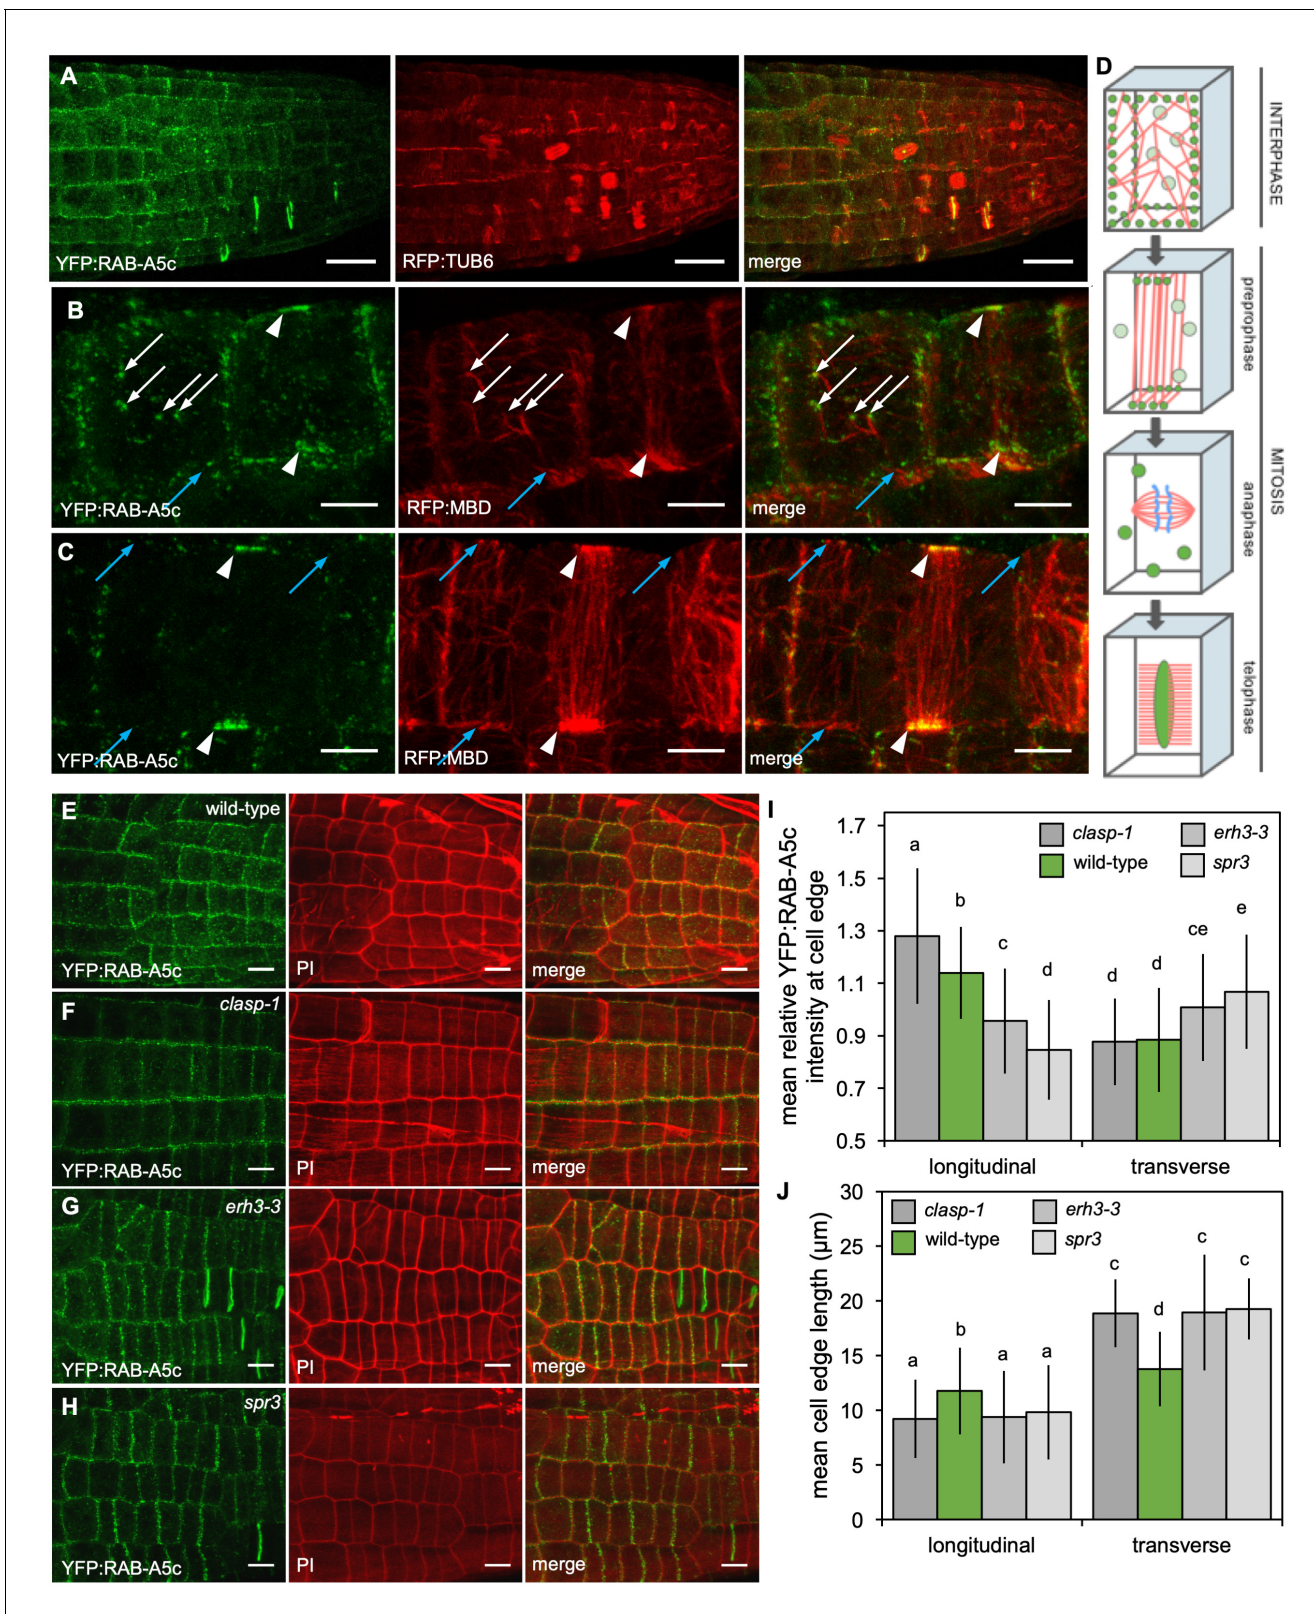 A
YFP:RAB-A5c
RFP:TUB6
merge
B
YFP:RAB-A5c
RFP:MBD
merge
C
YFP:RAB-A5c
RFP:MBD
merge
D
INTERPHASE
preprophase
anaphase
telophase
MITOSIS
E
wild-type
YFP:RAB-A5c
PI
merge
F
clasp-1
YFP:RAB-A5c
PI
merge
G
erh3-3
YFP:RAB-A5c
PI
merge
H
spr3
YFP:RAB-A5c
PI
merge
I
mean relative YFP:RAB-A5c
intensity at cell edge
1.7
1.5
1.3
1.1
0.9
0.7
0.5
clasp-1
erh3-3
wild-type
spr3
a
b
c
d
d
d
ce
e
longitudinal
transverse
J
mean cell edge length (µm)
30
25
20
15
10
5
0
clasp-1
erh3-3
wild-type
spr3
a
b
a
a
c
d
c
c
longitudinal
transverse